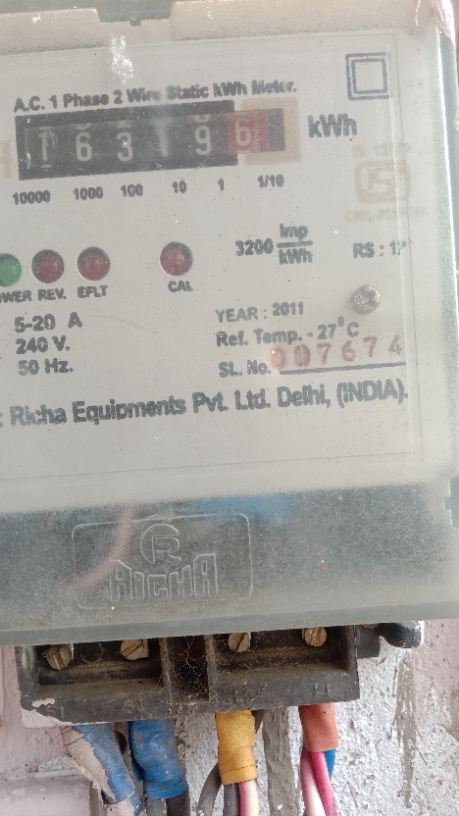 A.C. 1 Phase 2 Wire Static kWh Meter.
1 6 3 1 9 6 kWh
10000 1000 100 10 1 1/10
3200 Imp/kWh
POWER REV. EFLT CAL
5-20 A
240 V.
50 Hz.
YEAR : 2011
Ref. Temp. - 27°C
SL. No. 007674
: Richa Equipments Pvt. Ltd. Delhi, (INDIA).
RICHA